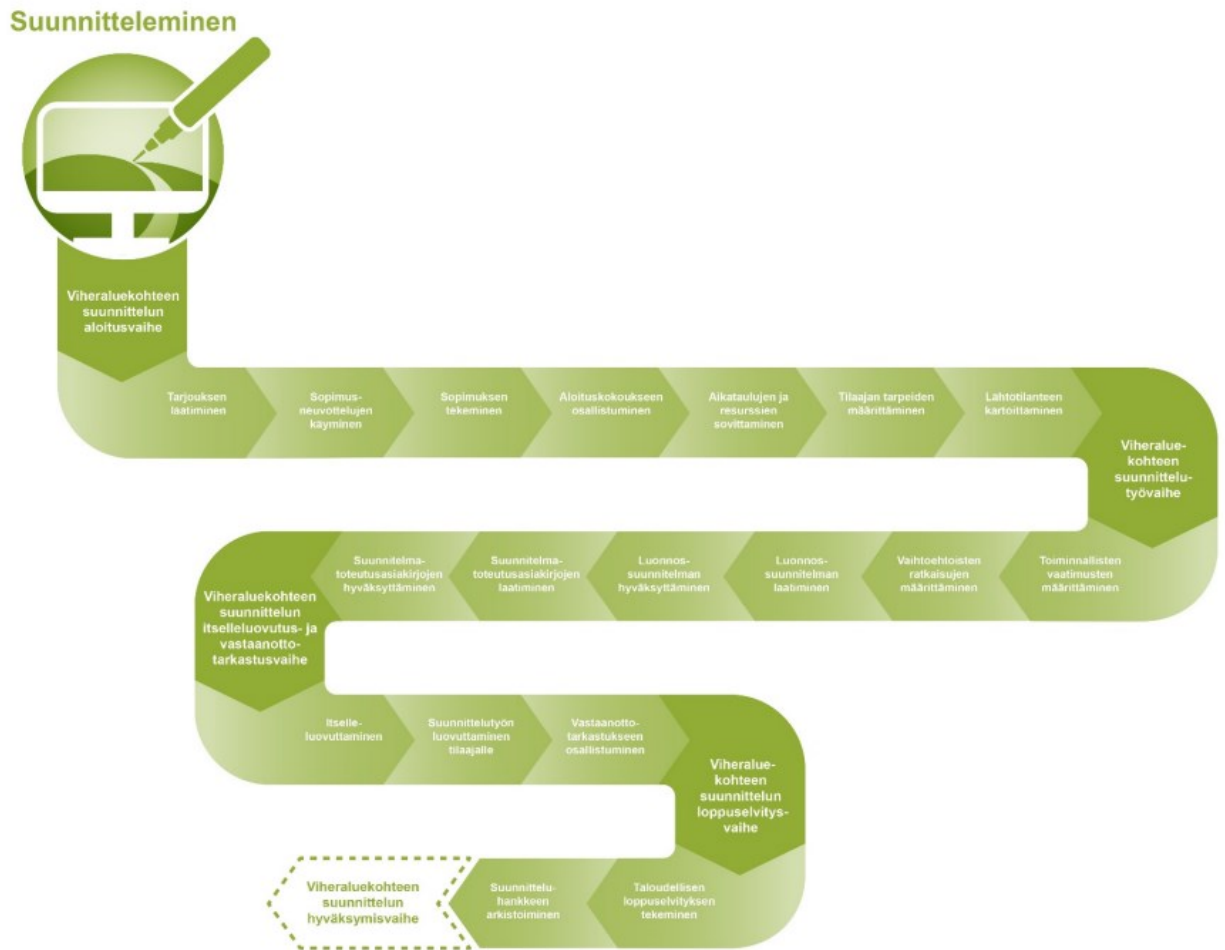 Suunnitteleminen
Viheraluekohteen
suunnittelun
aloitusvaihe
Tarjouksen
laatiminen
Sopimus-
neuvottelujen
käyminen
Sopimuksen
tekeminen
Aloituskokoukseen
osallistuminen
Aikataulujen ja
resurssien
sovittaminen
Tilaajan tarpeiden
määrittäminen
Lähtötilanteen
kartoittaminen
Viheralue-
kohteen
suunnittelu-
työvaihe
Toiminnallisten
vaatimusten
määrittäminen
Vaihtoehtoisten
ratkaisujen
määrittäminen
Luonnos-
suunnitelman
laatiminen
Luonnos-
suunnitelman
hyväksyttäminen
Suunnitelma-
toteutusasiakirjojen
laatiminen
Suunnitelma-
toteutusasiakirjojen
hyväksyttäminen
Viheraluekohteen
suunnittelun
itselleluovutus- ja
vastaanotto-
tarkastusvaihe
Itselle-
luovuttaminen
Suunnittelutyön
luovuttaminen
tilaajalle
Vastaanotto-
tarkastukseen
osallistuminen
Viheralue-
kohteen
suunnittelun
loppuselvitys-
vaihe
Taloudellisen
loppuselvityksen
tekeminen
Suunnittelu-
hankkeen
arkistoiminen
Viheraluekohteen
suunnittelun
hyväksymisvaihe